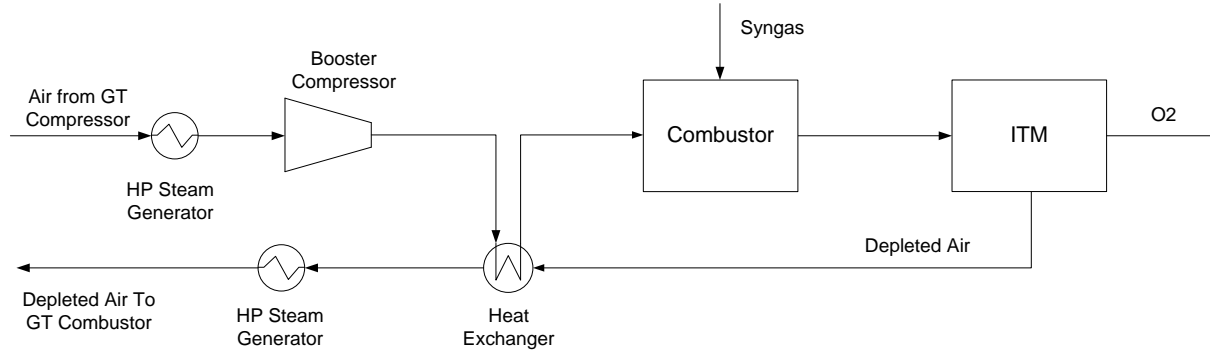 Syngas
Booster
Compressor
Air from GT
Compressor
Combustor
ITM
O2
HP Steam
Generator
Depleted Air
Depleted Air To
GT Combustor
HP Steam
Generator
Heat
Exchanger